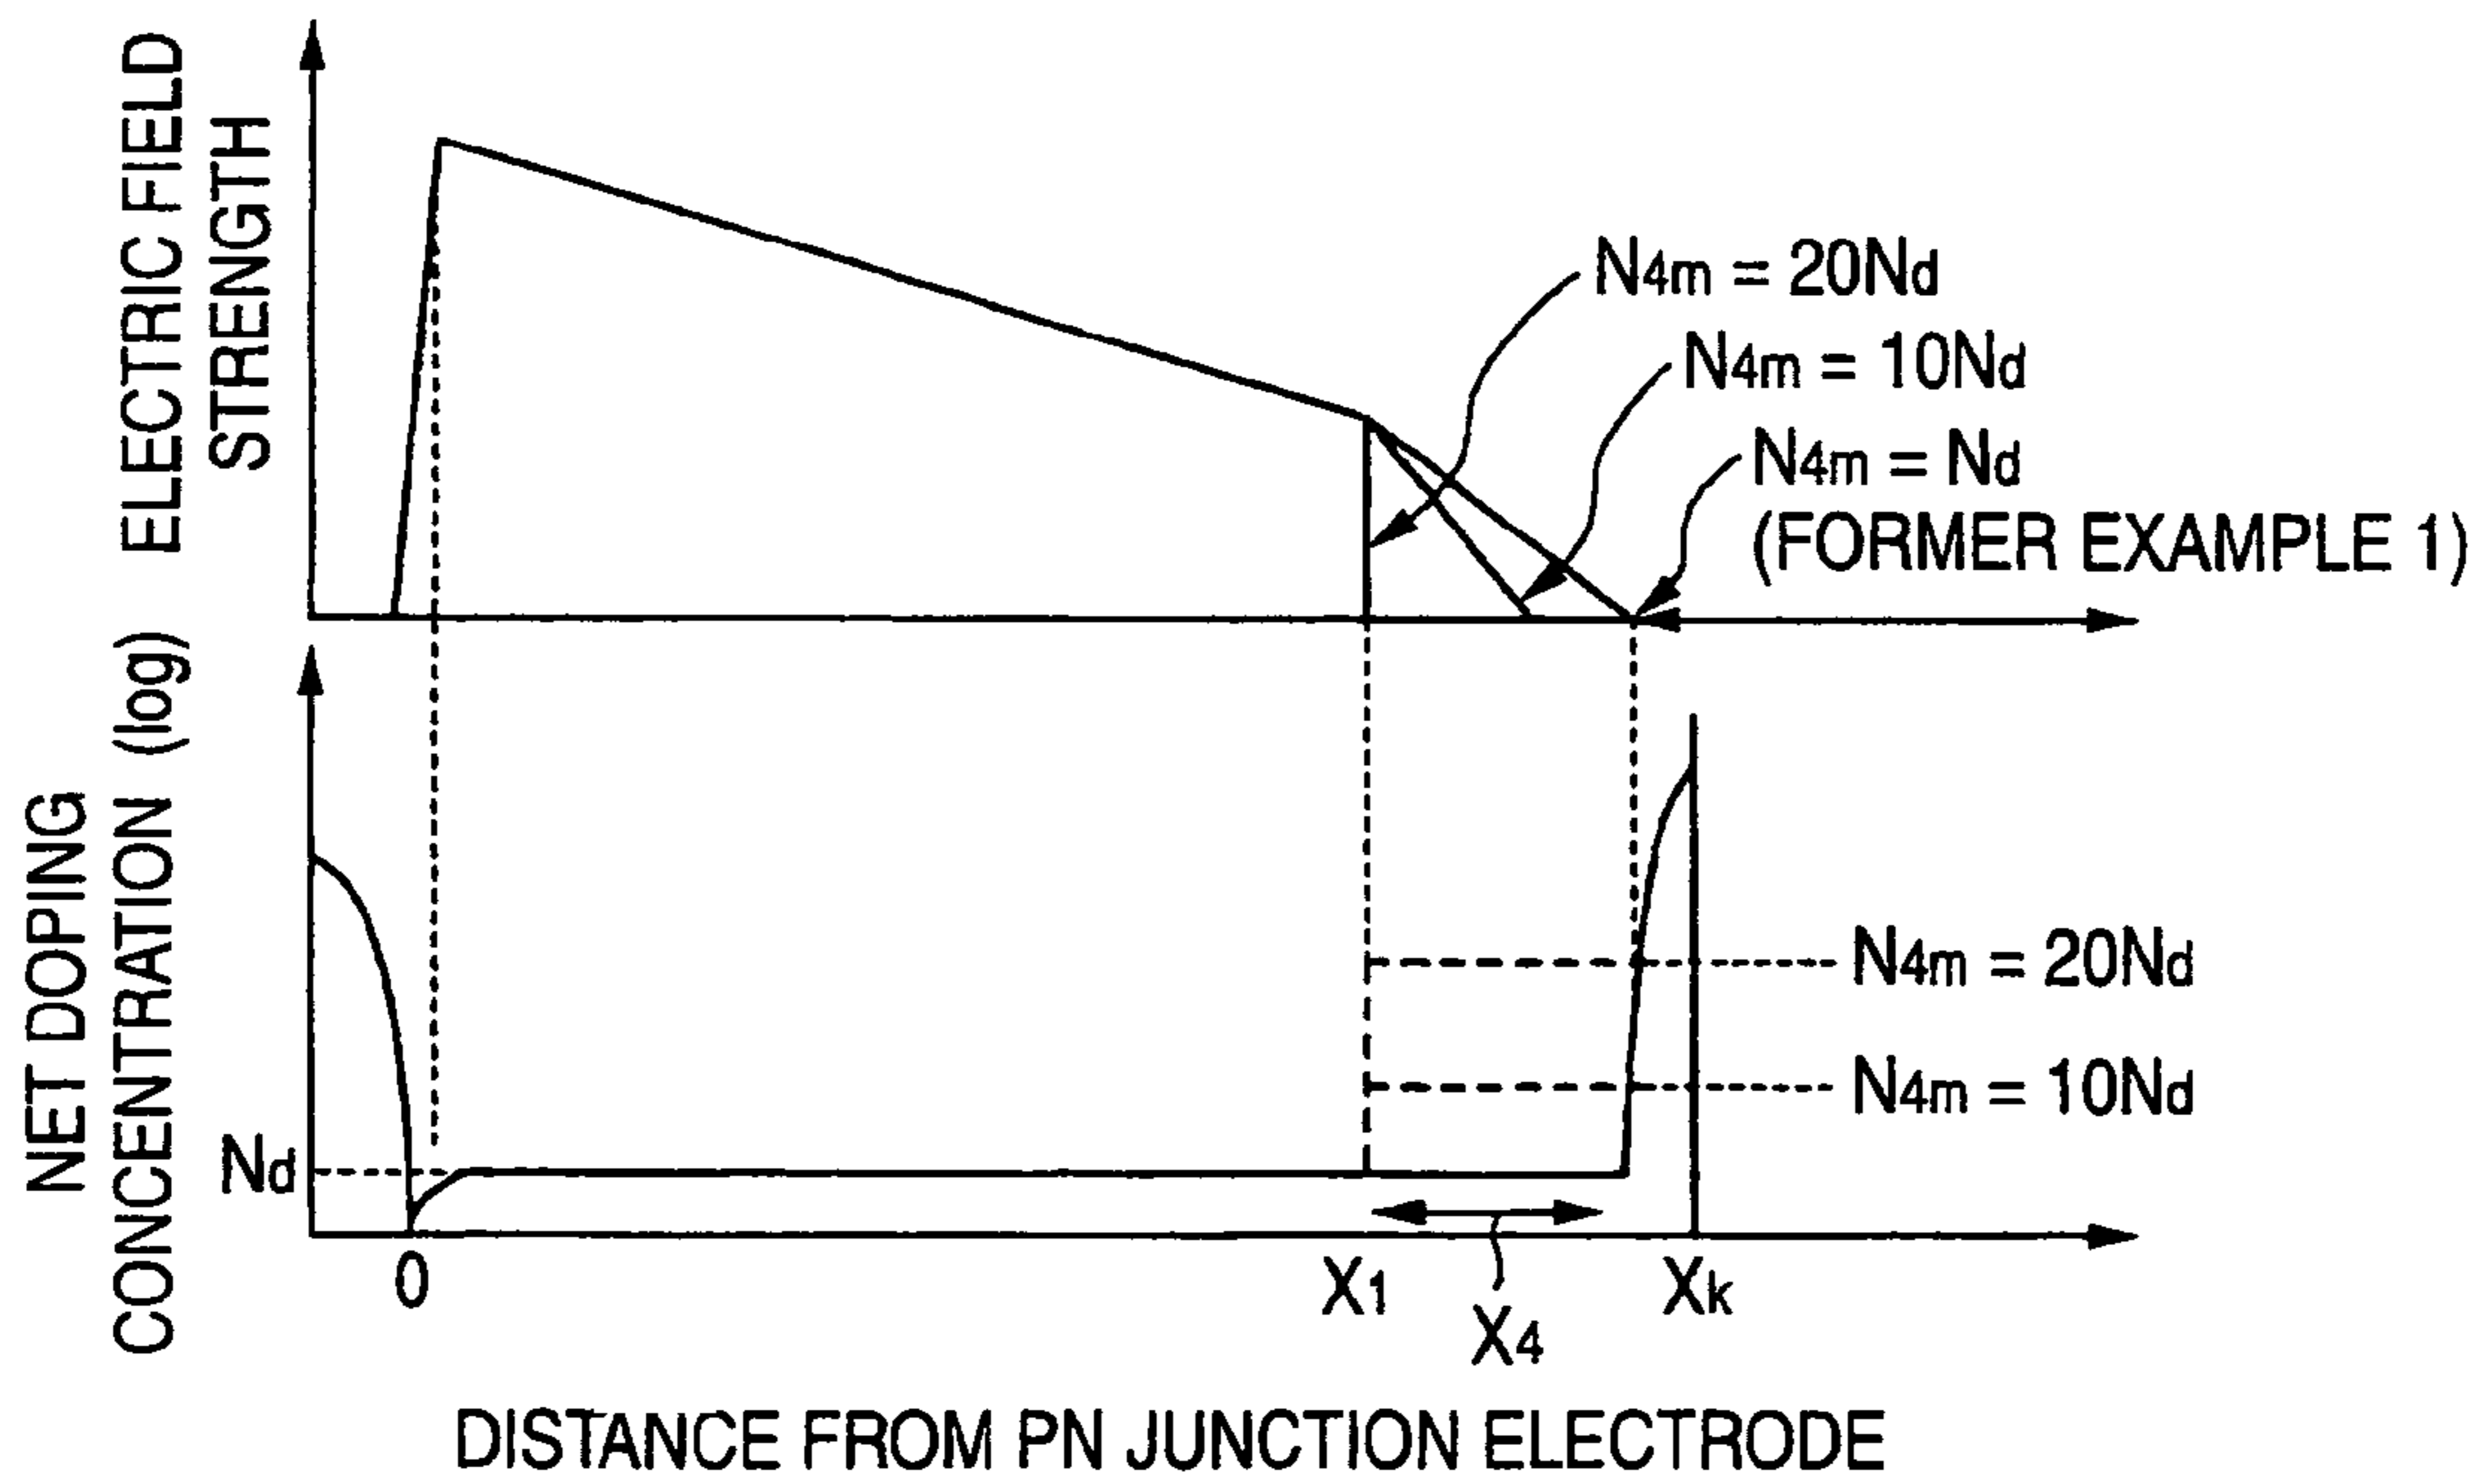 ELECTRIC FIELD
STRENGTH
N4m = 20Nd
N4m = 10Nd
N4m = Nd
(FORMER EXAMPLE 1)
NET DOPING
CONCENTRATION (log)
N4m = 20Nd
N4m = 10Nd
Nd
0
X1
X4
Xk
DISTANCE FROM PN JUNCTION ELECTRODE